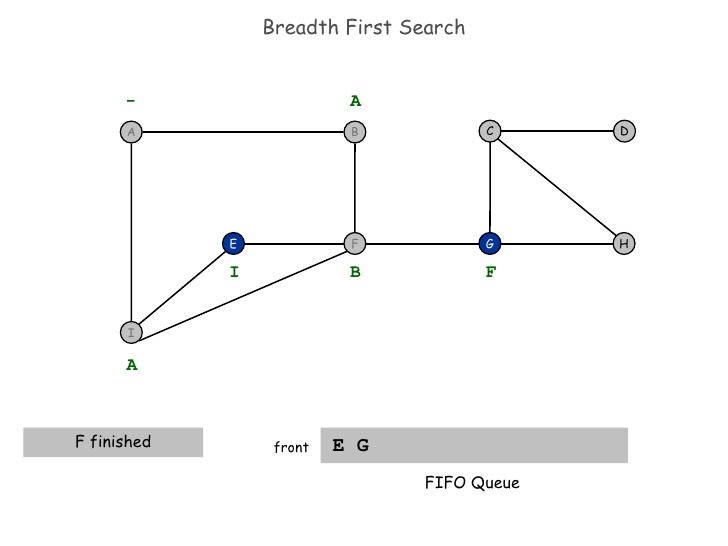 Breadth First Search
- A
A B C D
E F G H
I B F
I
A
F finished
front E G
FIFO Queue